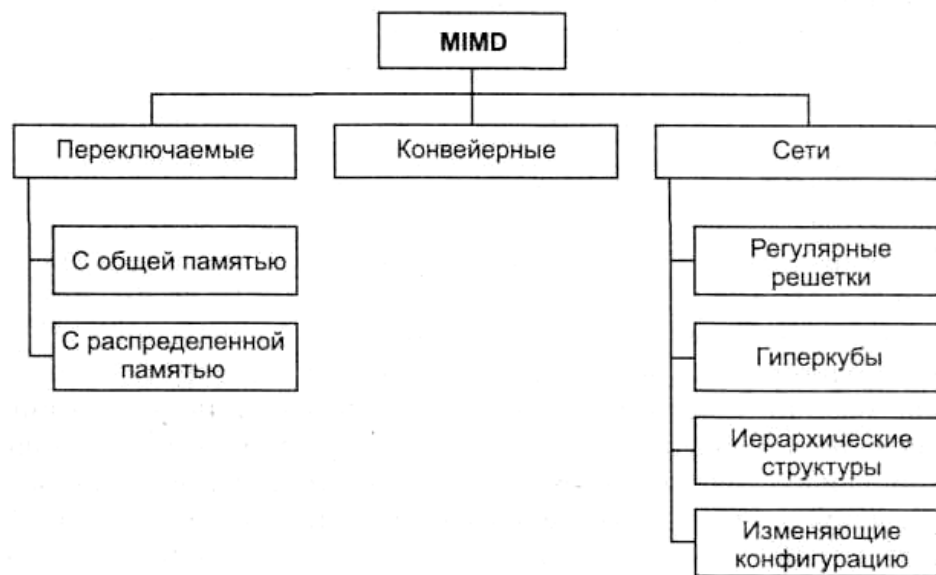 MIMD
Переключаемые
Конвейерные
Сети
С общей памятью
С распределенной
памятью
Регулярные
решетки
Гиперкубы
Иерархические
структуры
Изменяющие
конфигурацию